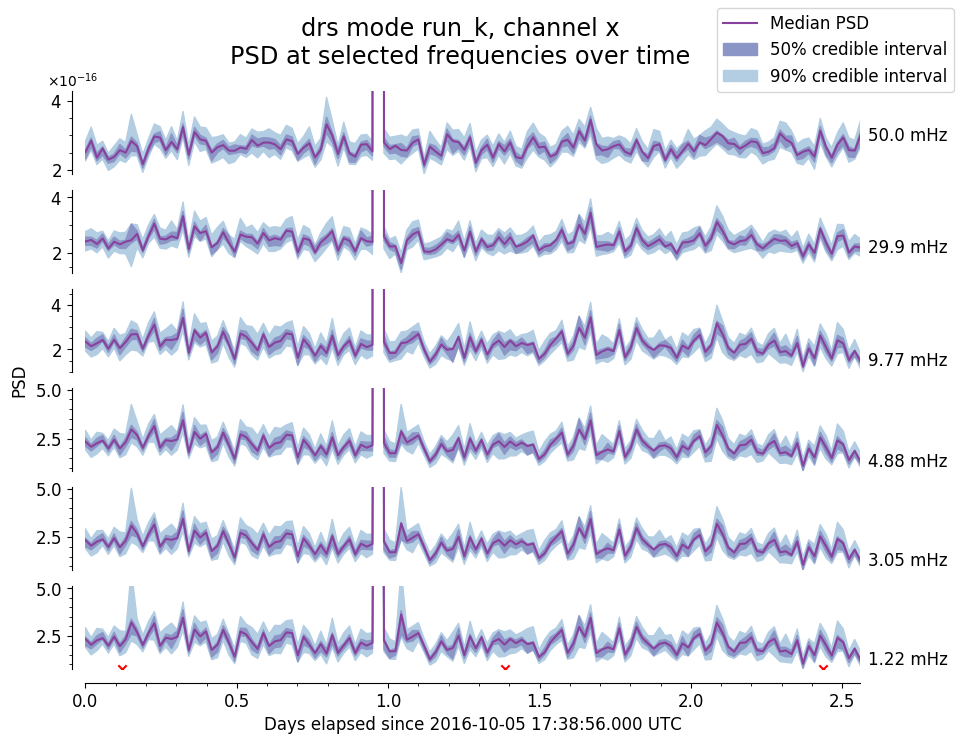 drs mode run_k, channel x
PSD at selected frequencies over time
Median PSD
50% credible interval
90% credible interval
×10⁻¹⁶
4
2
50.0 mHz
4
2
29.9 mHz
4
2
9.77 mHz
PSD
5.0
2.5
4.88 mHz
5.0
2.5
3.05 mHz
5.0
2.5
1.22 mHz
0.0 0.5 1.0 1.5 2.0 2.5
Days elapsed since 2016-10-05 17:38:56.000 UTC